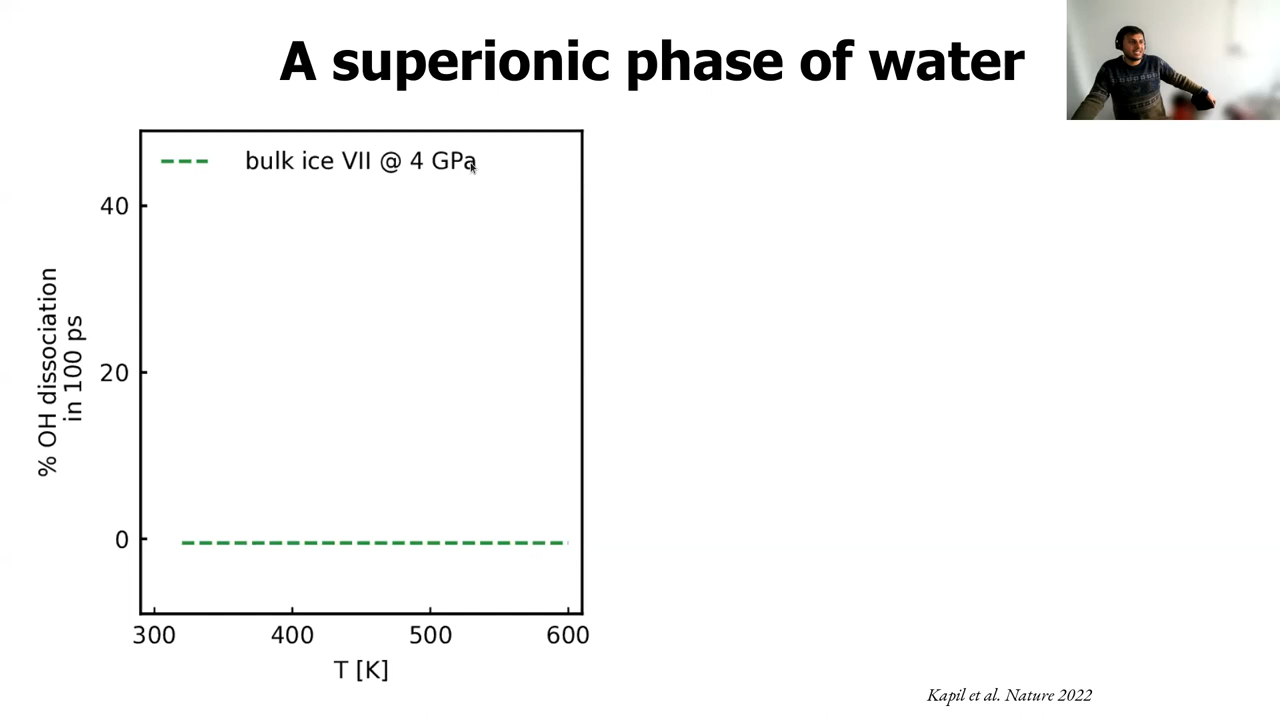 A superionic phase of water
bulk ice VII @ 4 GPa
40
20
0
% OH dissociation
in 100 ps
300 400 500 600
T [K]
Kapil et al. Nature 2022